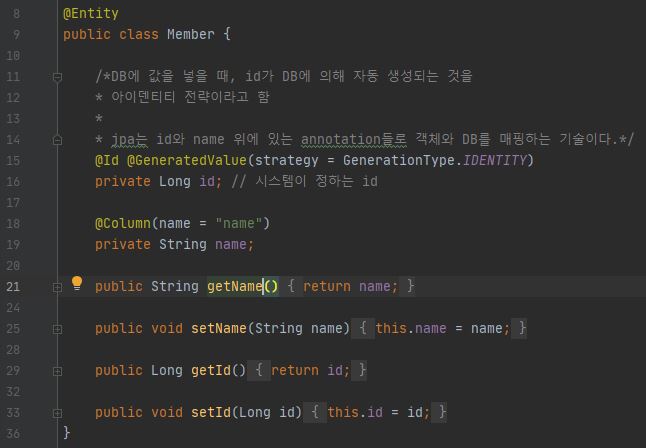 8 @Entity
9 public class Member {
10
11 /*DB에 값을 넣을 때, id가 DB에 의해 자동 생성되는 것을
12 * 아이덴티티 전략이라고 함
13 *
14 * jpa는 id와 name 위에 있는 annotation들로 객체와 DB를 매핑하는 기술이다.*/
15 @Id @GeneratedValue(strategy = GenerationType.IDENTITY)
16 private Long id; // 시스템이 정하는 id
17
18 @Column(name = "name")
19 private String name;
20
21 public String getName() { return name; }
24
25 public void setName(String name) { this.name = name; }
28
29 public Long getId() { return id; }
32
33 public void setId(Long id) { this.id = id; }
36 }